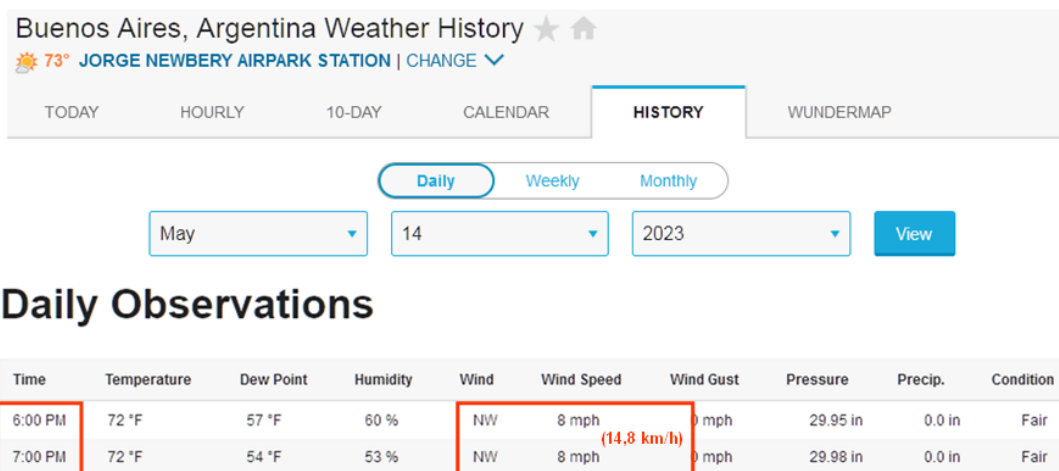 Buenos Aires, Argentina Weather History
73° JORGE NEWBERY AIRPARK STATION | CHANGE
TODAY HOURLY 10-DAY CALENDAR HISTORY WUNDERMAP
Daily Weekly Monthly
May 14 2023 View
Daily Observations
Time Temperature Dew Point Humidity Wind Wind Speed Wind Gust Pressure Precip. Condition
6:00 PM 72 °F 57 °F 60 % NW 8 mph 0 mph 29.95 in 0.0 in Fair
(14,8 km/h)
7:00 PM 72 °F 54 °F 53 % NW 8 mph 0 mph 29.98 in 0.0 in Fair